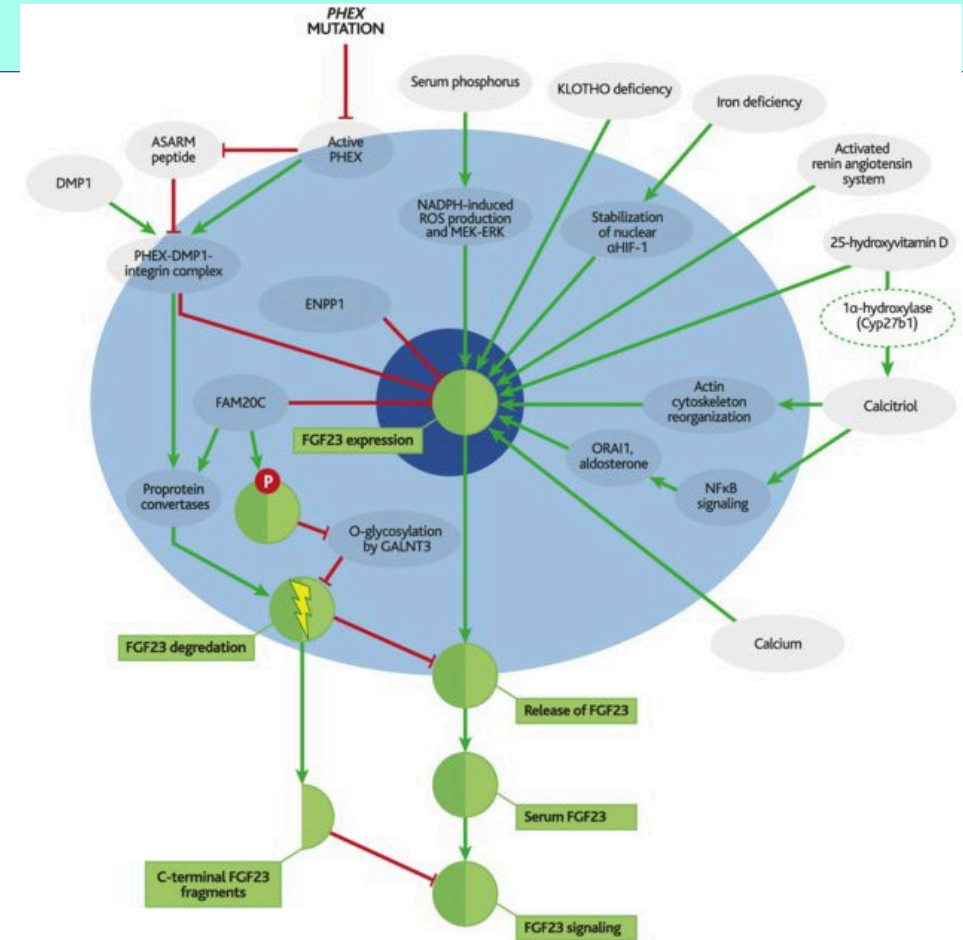 PHEX
MUTATION
Serum phosphorus
KLOTHO deficiency
Iron deficiency
ASARM
peptide
Active
PHEX
Activated
renin angiotensin
system
DMP1
NADPH-induced
ROS production
and MEK-ERK
Stabilization
of nuclear
αHIF-1
25-hydroxyvitamin D
PHEX-DMP1-
integrin complex
ENPP1
1α-hydroxylase
(Cyp27b1)
FAM20C
Actin
cytoskeleton
reorganization
Calcitriol
FGF23 expression
ORAI1,
aldosterone
P
Proprotein
convertases
NFκB
signaling
O-glycosylation
by GALNT3
FGF23 degredation
Calcium
Release of FGF23
Serum FGF23
C-terminal FGF23
fragments
FGF23 signaling